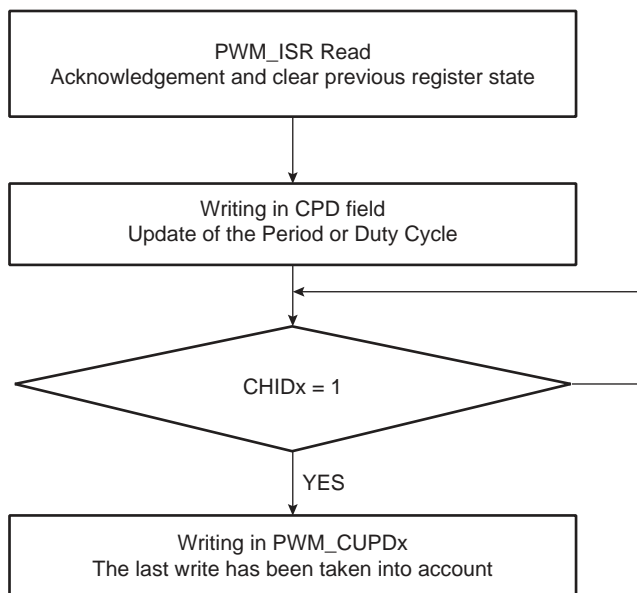 PWM_ISR Read
Acknowledgement and clear previous register state
Writing in CPD field
Update of the Period or Duty Cycle
CHIDx = 1
YES
Writing in PWM_CUPDx
The last write has been taken into account